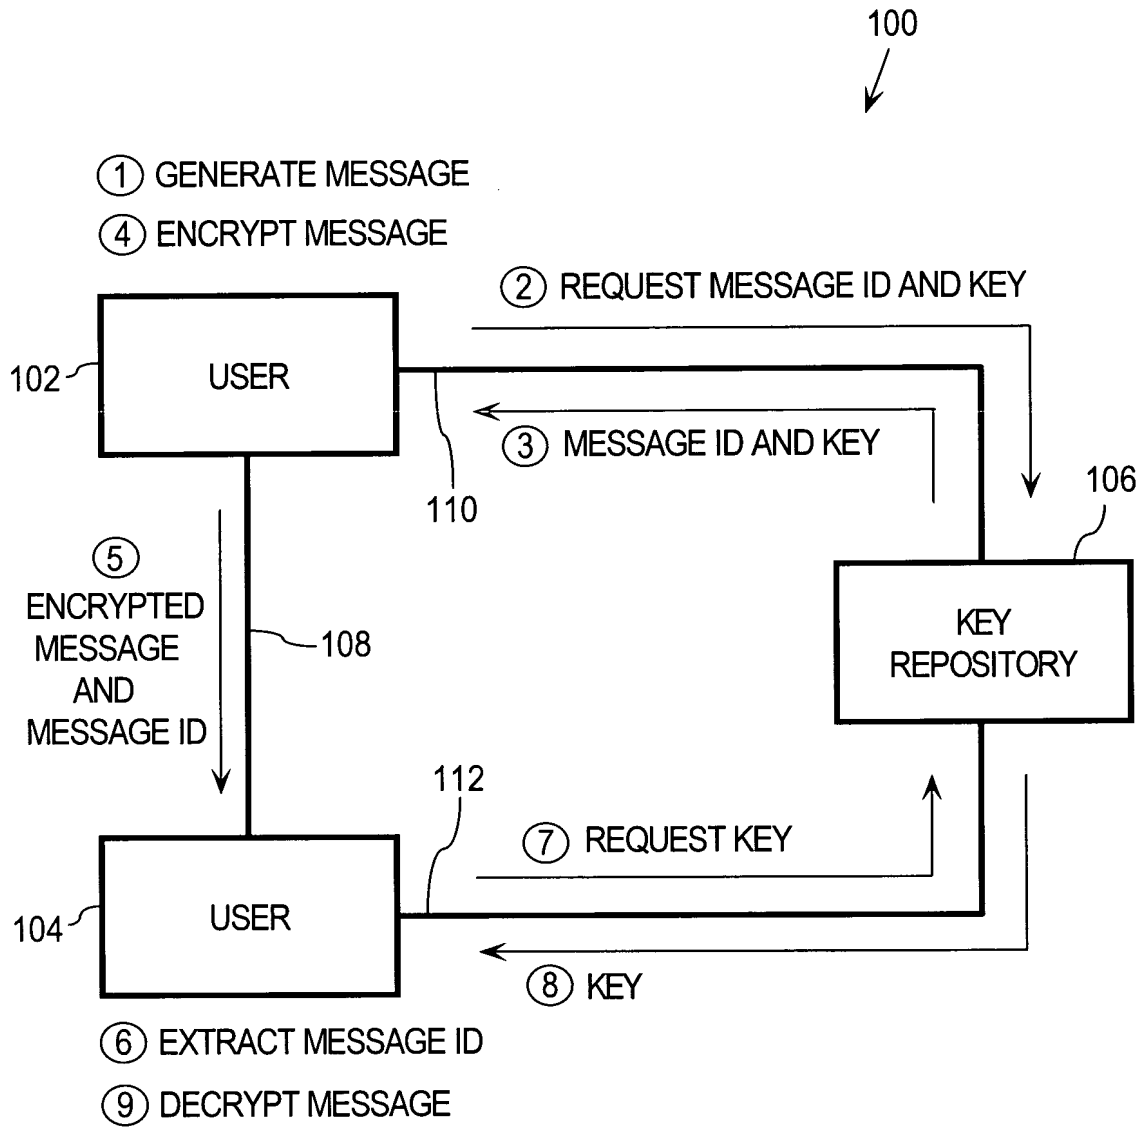 100
① GENERATE MESSAGE
④ ENCRYPT MESSAGE
② REQUEST MESSAGE ID AND KEY
102
USER
③ MESSAGE ID AND KEY
110
106
⑤
ENCRYPTED
MESSAGE
AND
MESSAGE ID
108
KEY
REPOSITORY
112
⑦ REQUEST KEY
104
USER
⑧ KEY
⑥ EXTRACT MESSAGE ID
⑨ DECRYPT MESSAGE